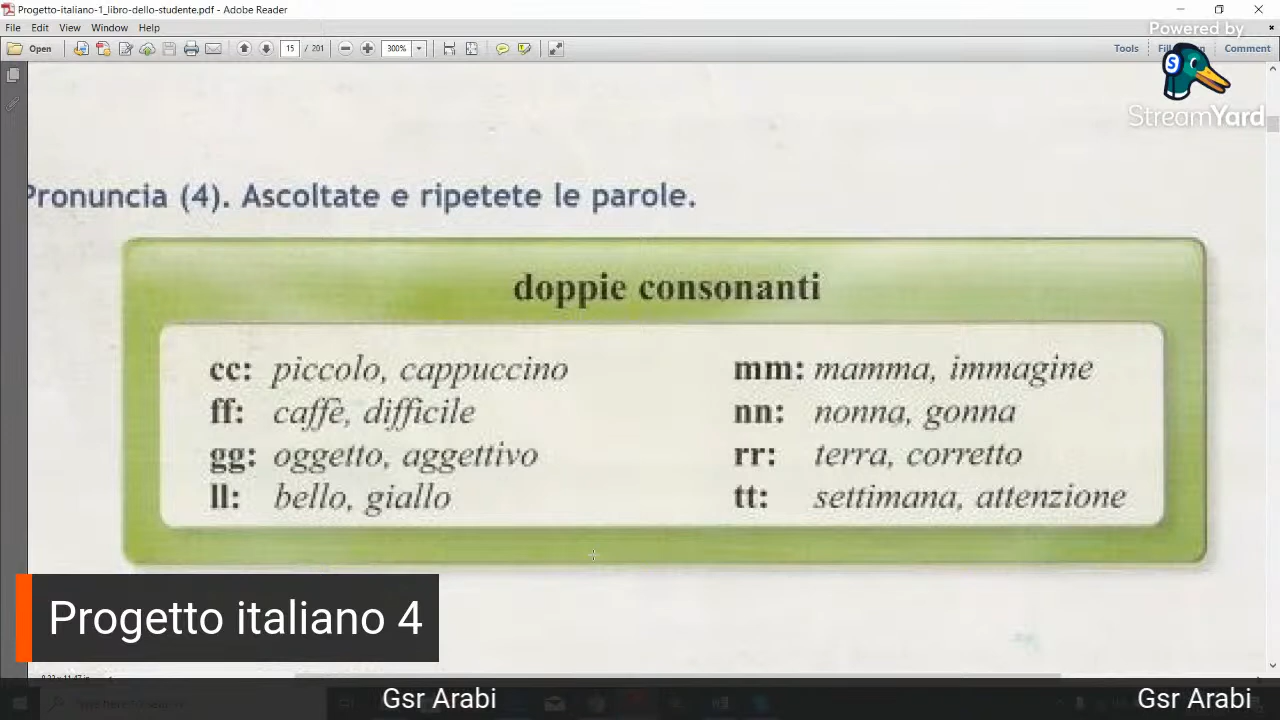 Progetto-italiano-1_libro-dello-studente.pdf - Adobe Reader
File Edit View Window Help
Open 15 / 201 300% Tools Comment
Powered by
StreamYard
Pronuncia (4). Ascoltate e ripetete le parole.
doppie consonanti
cc: piccolo, cappuccino
ff: caffè, difficile
gg: oggetto, aggettivo
ll: bello, giallo
mm: mamma, immagine
nn: nonna, gonna
rr: terra, corretto
tt: settimana, attenzione
Progetto italiano 4
Gsr Arabi
Gsr Arabi